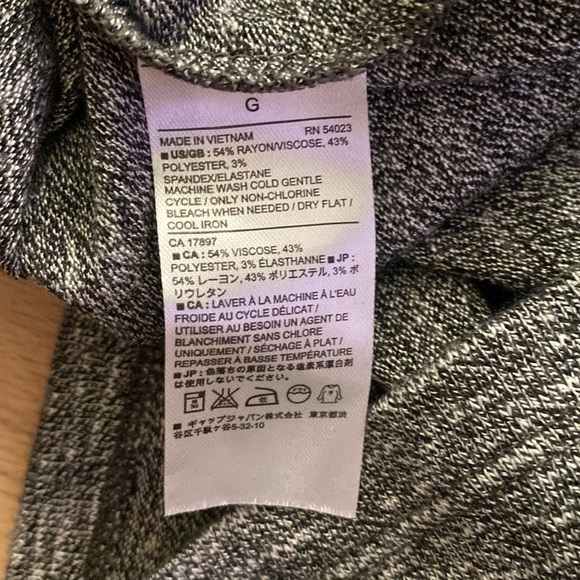 G
MADE IN VIETNAM RN 54023
■ US/GB : 54% RAYON/VISCOSE, 43%
POLYESTER, 3%
SPANDEX/ELASTANE
MACHINE WASH COLD GENTLE
CYCLE / ONLY NON-CHLORINE
BLEACH WHEN NEEDED / DRY FLAT /
COOL IRON
CA 17897
■ CA : 54% VISCOSE, 43%
POLYESTER, 3% ÉLASTHANNE ■ JP :
54% レーヨン, 43% ポリエステル, 3% ポ
リウレタン
■ CA : LAVER À LA MACHINE À L'EAU
FROIDE AU CYCLE DÉLICAT /
UTILISER AU BESOIN UN AGENT DE
BLANCHIMENT SANS CHLORE
UNIQUEMENT / SÉCHAGE À PLAT /
REPASSER À BASSE TEMPÉRATURE
■ JP : 色落ちの原因となる塩素系漂白剤
は使用しないでください。
■ ギャップジャパン株式会社 東京都渋
谷区千駄ヶ谷5-32-10